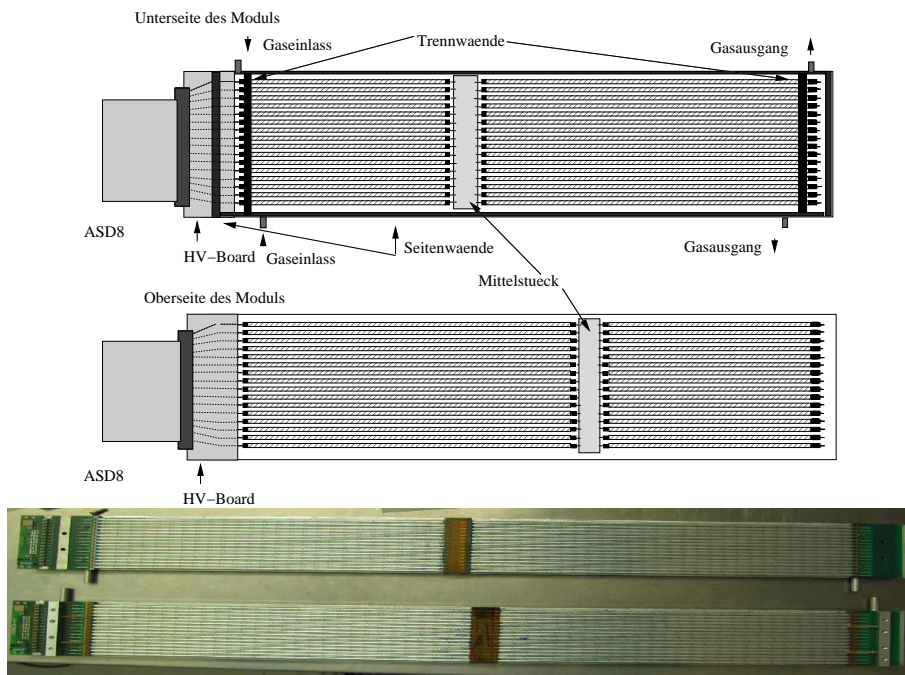 Unterseite des Moduls
Gaseinlass
Trennwaende
Gasausgang
ASD8
HV−Board
Gaseinlass
Seitenwaende
Gasausgang
Mittelstueck
Oberseite des Moduls
ASD8
HV−Board